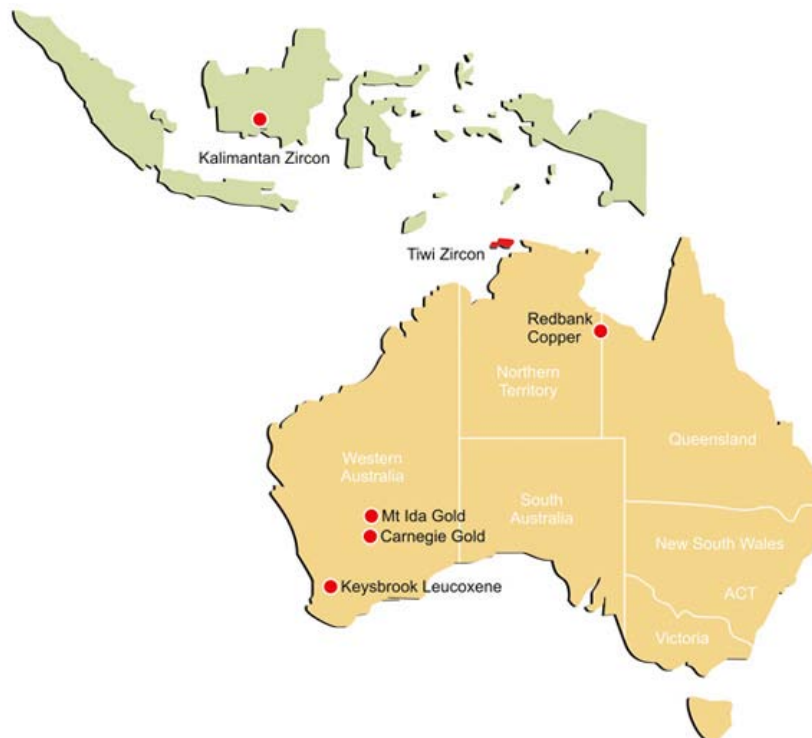 Kalimantan Zircon
Tiwi Zircon
Redbank
Copper
Northern
Territory
Queensland
Western
Australia
South
Australia
Mt Ida Gold
Carnegie Gold
New South Wales
Keysbrook Leucoxene
ACT
Victoria